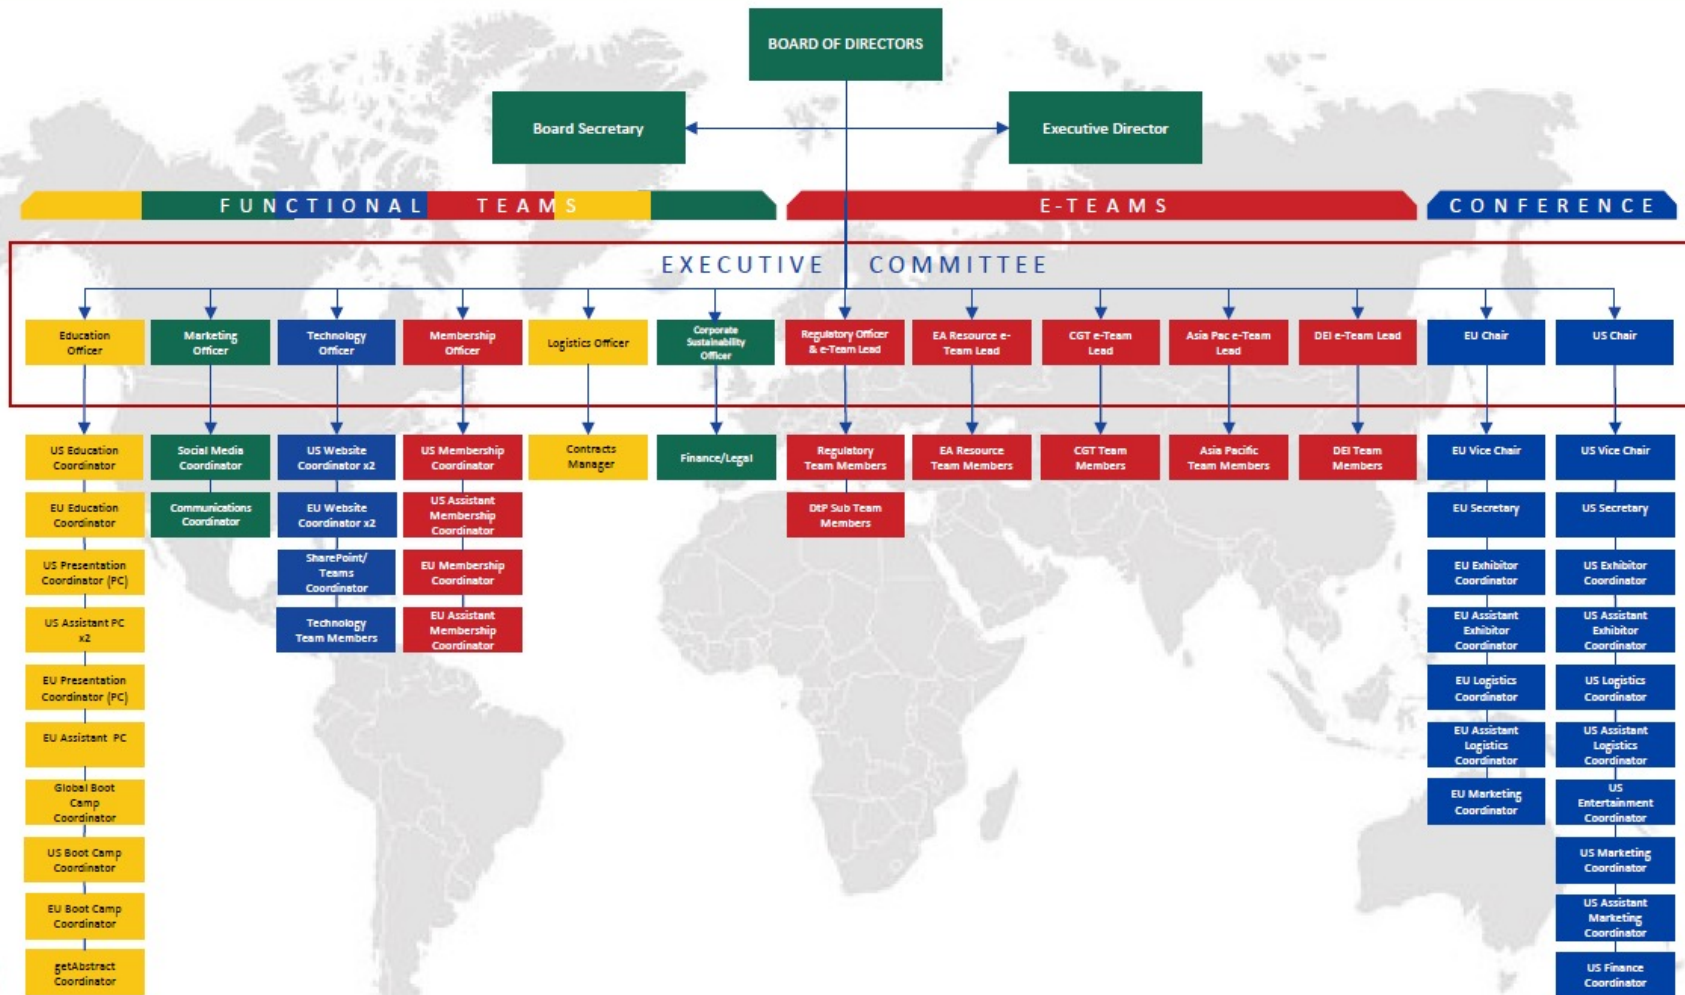 BOARD OF DIRECTORS
Board Secretary
Executive Director
FUNCTIONAL TEAMS
E-TEAMS
CONFERENCE
EXECUTIVE COMMITTEE
Education
Officer
Marketing
Officer
Technology
Officer
Membership
Officer
Logistics Officer
Corporate
Sustainability
Officer
Regulatory Officer
& e-Team Lead
EA Resource e-
Team Lead
CGT e-Team
Lead
Asia Pac e-Team
Lead
DEI e-Team Lead
EU Chair
US Chair
US Education
Coordinator
Social Media
Coordinator
US Website
Coordinator x2
US Membership
Coordinator
Contracts
Manager
Finance/Legal
Regulatory
Team Members
EA Resource
Team Members
CGT Team
Members
Asia Pacific
Team Members
DEI Team
Members
EU Vice Chair
US Vice Chair
EU Education
Coordinator
Communications
Coordinator
EU Website
Coordinator x2
US Assistant
Membership
Coordinator
DtP Sub Team
Members
EU Secretary
US Secretary
US Presentation
Coordinator (PC)
SharePoint/
Teams
Coordinator
EU Membership
Coordinator
EU Exhibitor
Coordinator
US Exhibitor
Coordinator
US Assistant PC
x2
Technology
Team Members
EU Assistant
Membership
Coordinator
EU Assistant
Exhibitor
Coordinator
US Assistant
Exhibitor
Coordinator
EU Presentation
Coordinator (PC)
EU Logistics
Coordinator
US Logistics
Coordinator
EU Assistant PC
EU Assistant
Logistics
Coordinator
US Assistant
Logistics
Coordinator
Global Boot
Camp
Coordinator
EU Marketing
Coordinator
US
Entertainment
Coordinator
US Boot Camp
Coordinator
US Marketing
Coordinator
EU Boot Camp
Coordinator
US Assistant
Marketing
Coordinator
getAbstract
Coordinator
US Finance
Coordinator